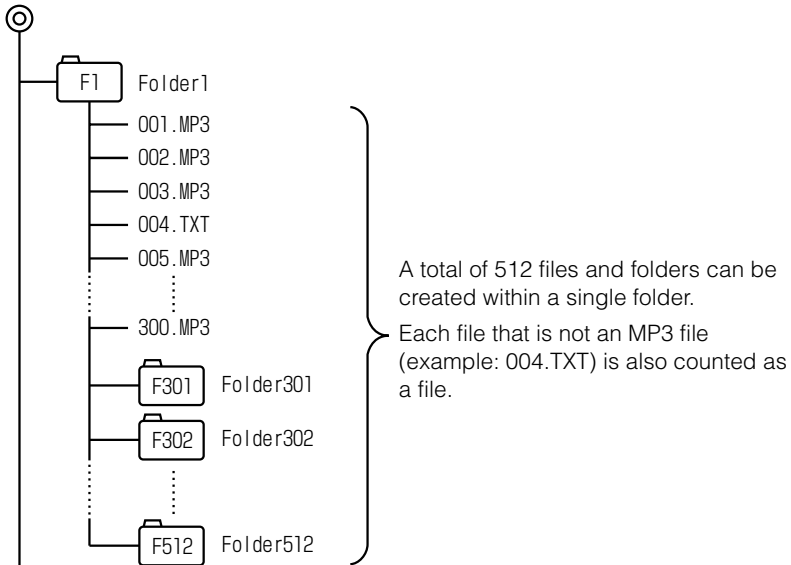 F1 Folder1
001.MP3
002.MP3
003.MP3
004.TXT
005.MP3
300.MP3
F301 Folder301
F302 Folder302
F512 Folder512
A total of 512 files and folders can be
created within a single folder.
Each file that is not an MP3 file
(example: 004.TXT) is also counted as
a file.